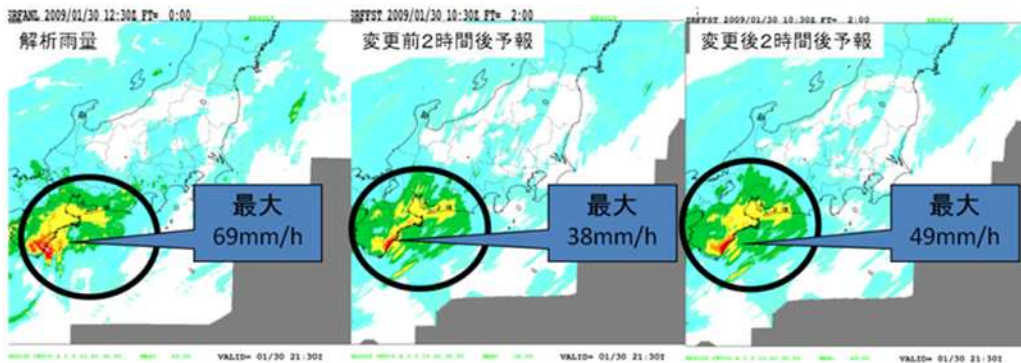 SRFANL 2009/01/30 12:30Z FT= 0:00
解析雨量
最大
69mm/h
VALID= 01/30 21:30I
SRFFST 2009/01/30 10:30Z FT= 2:00
変更前2時間後予報
最大
38mm/h
VALID= 01/30 21:30I
SRFFST 2009/01/30 10:30Z FT= 2:00
変更後2時間後予報
最大
49mm/h
VALID= 01/30 21:30I